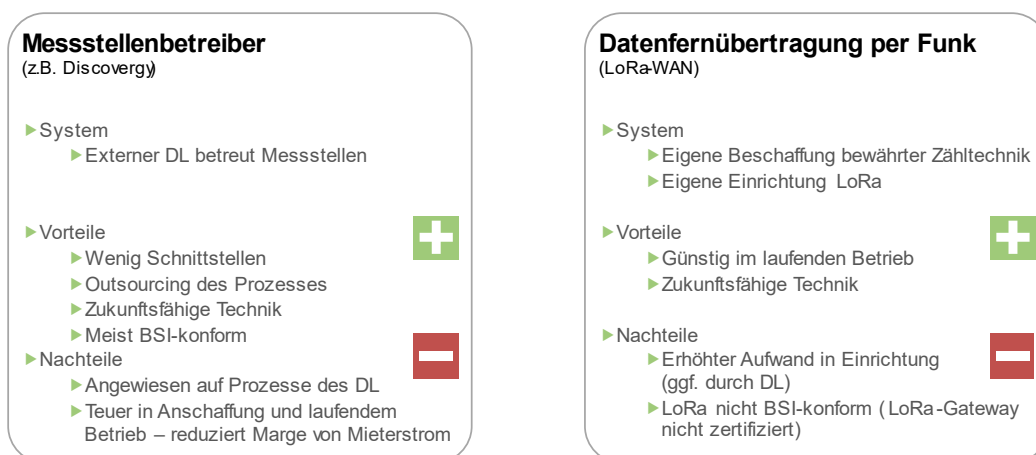 Messstellenbetreiber
(z.B. Discovergy)
System
Externer DL betreut Messstellen
Vorteile
Wenig Schnittstellen
Outsourcing des Prozesses
Zukunftsfähige Technik
Meist BSI-konform
Nachteile
Angewiesen auf Prozesse des DL
Teuer in Anschaffung und laufendem
Betrieb – reduziert Marge von Mieterstrom
Datenfernübertragung per Funk
(LoRa-WAN)
System
Eigene Beschaffung bewährter Zähltechnik
Eigene Einrichtung LoRa
Vorteile
Günstig im laufenden Betrieb
Zukunftsfähige Technik
Nachteile
Erhöhter Aufwand in Einrichtung
(ggf. durch DL)
LoRa nicht BSI-konform (LoRa-Gateway
nicht zertifiziert)